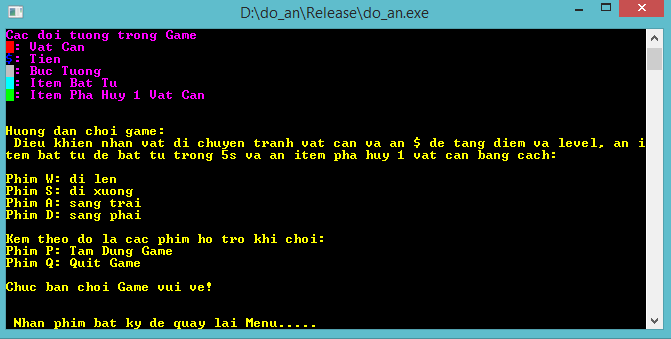 D:\do_an\Release\do_an.exe
Cac doi tuong trong Game
: Vat Can
$: Tien
: Buc Tuong
: Item Bat Tu
: Item Pha Huy 1 Vat Can
Huong dan choi game:
Dieu khien nhan vat di chuyen tranh vat can va an $ de tang diem va level, an i
tem bat tu de bat tu trong 5s va an item pha huy 1 vat can bang cach:
Phim W: di len
Phim S: di xuong
Phim A: sang trai
Phim D: sang phai
Kem theo do la cac phim ho tro khi choi:
Phim P: Tam Dung Game
Phim Q: Quit Game
Chuc ban choi Game vui ve!
Nhan phim bat ky de quay lai Menu.....